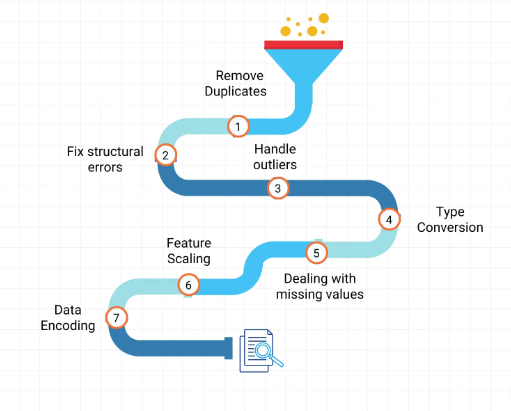 Remove
Duplicates
1
Fix structural
errors
2
Handle
outliers
3
4
Type
Conversion
5
Dealing with
missing values
Feature
Scaling
6
Data
Encoding
7